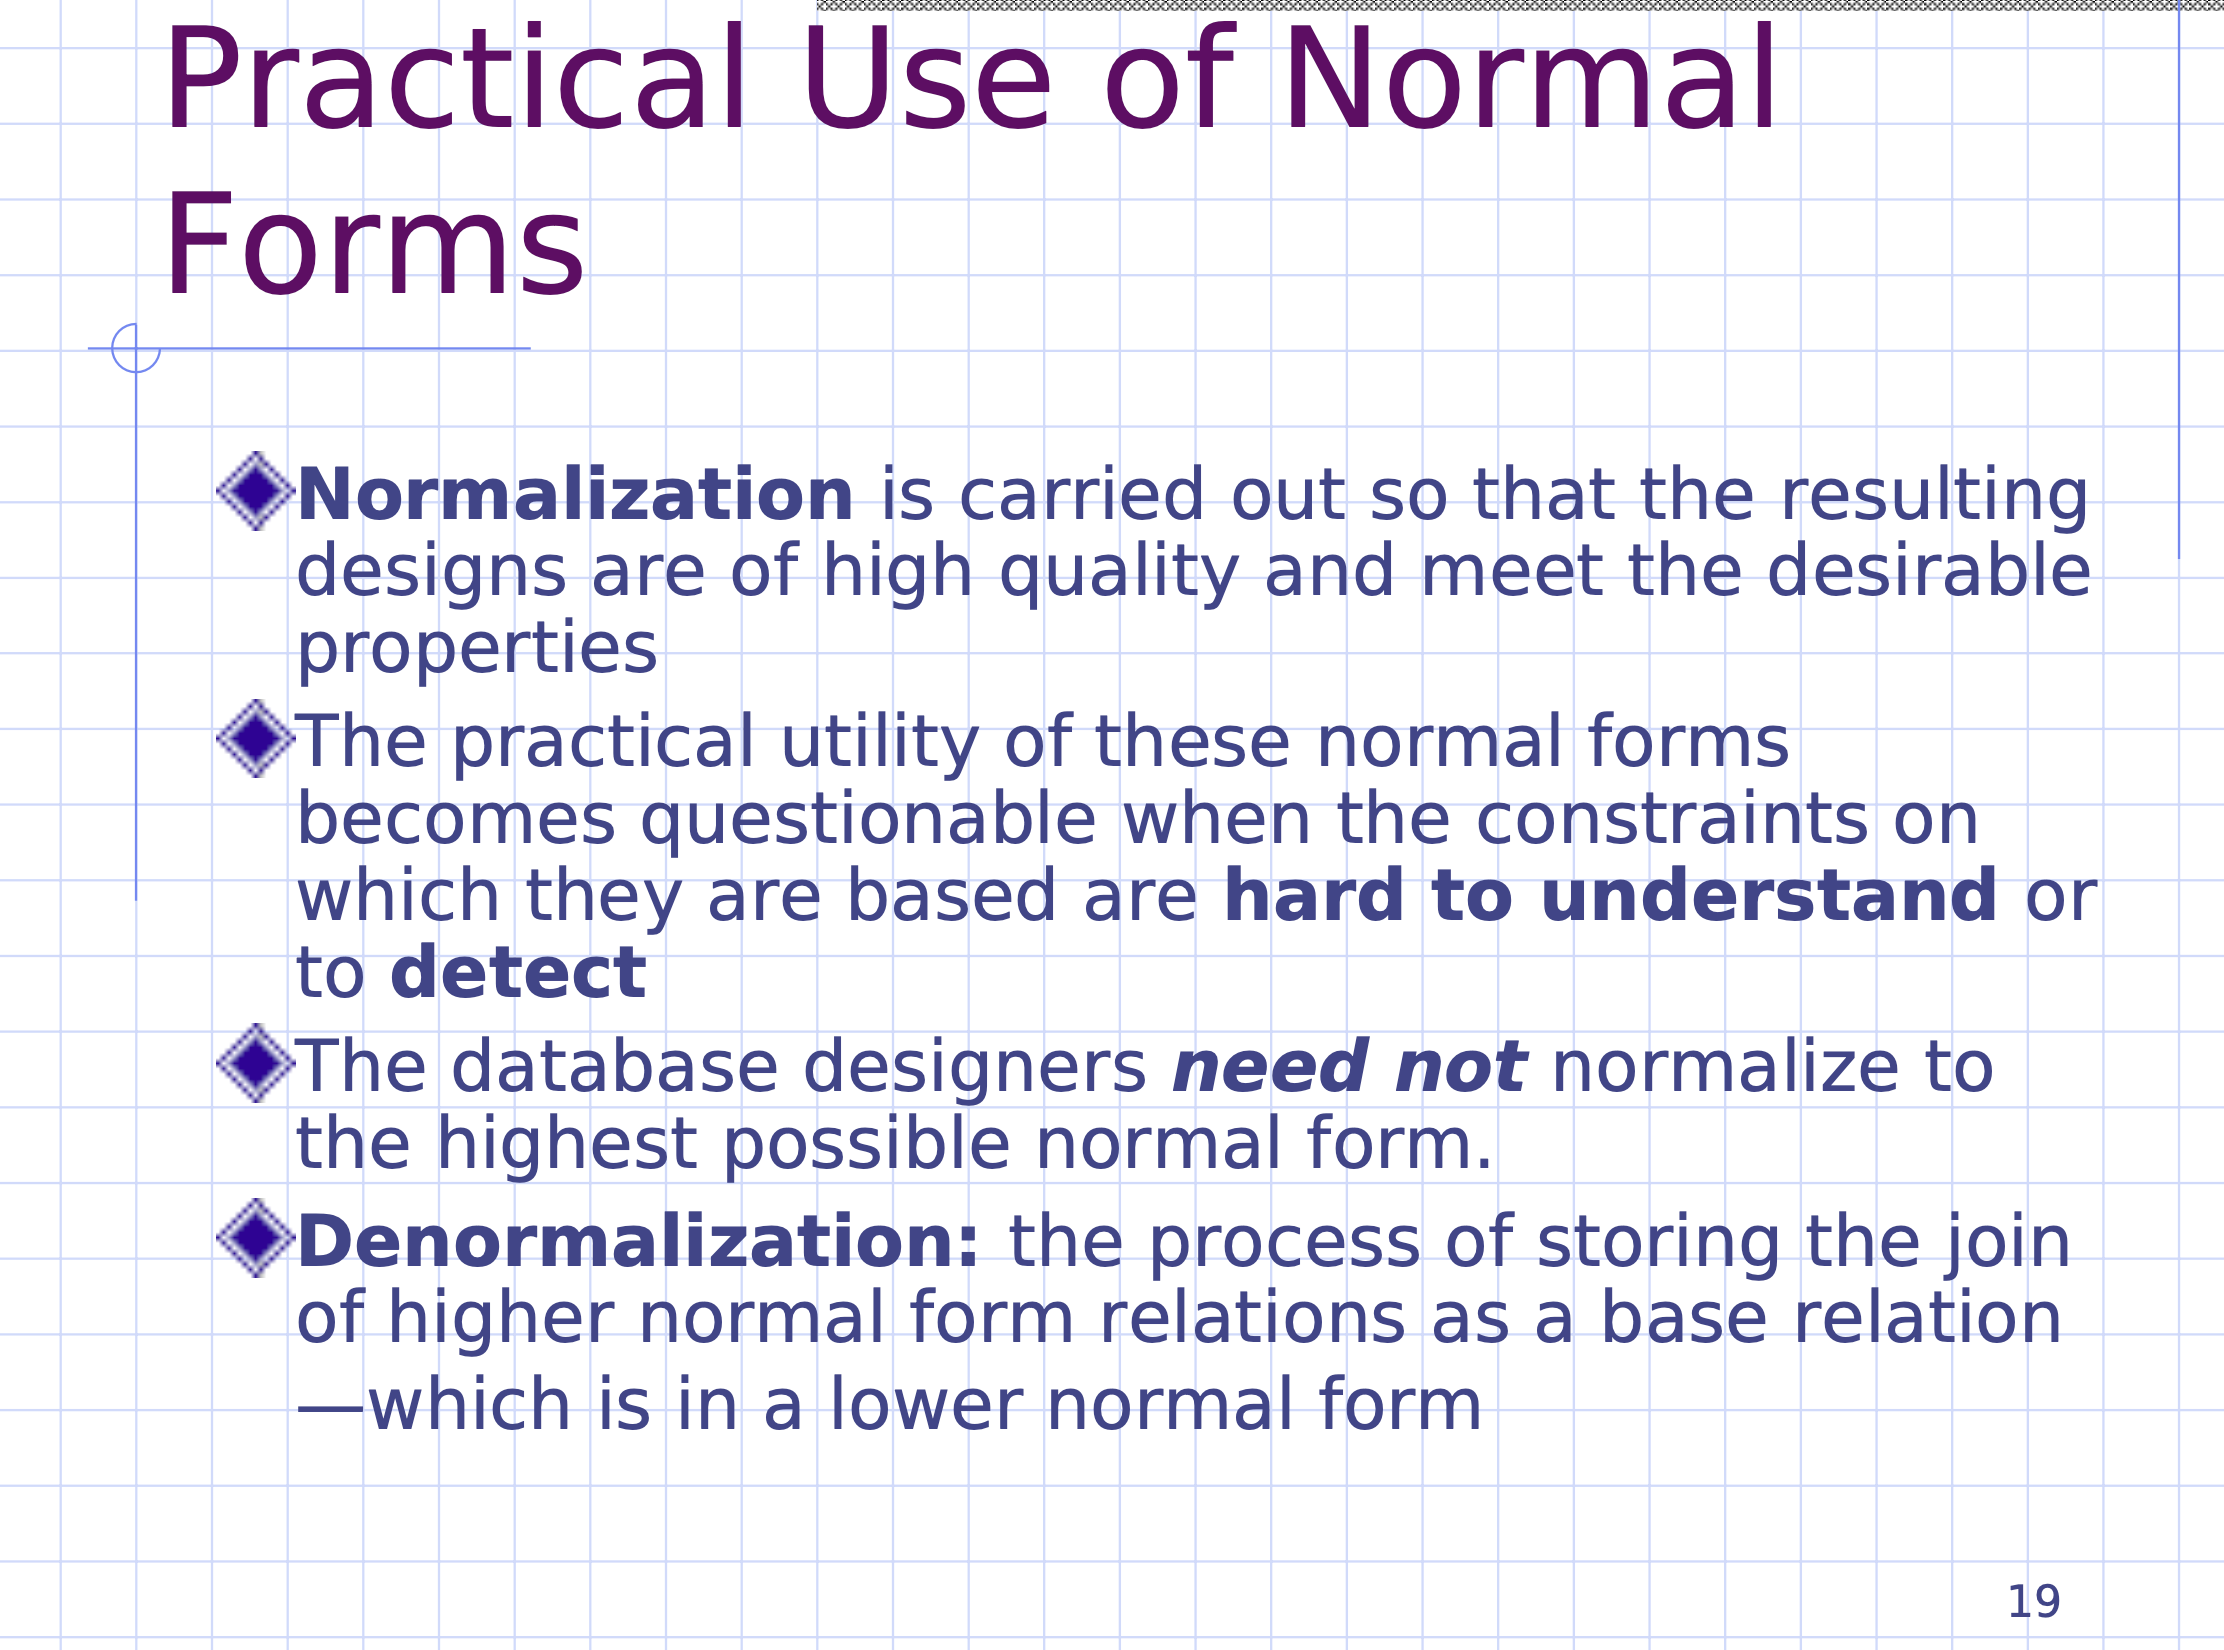 Practical Use of Normal
Forms
Normalization is carried out so that the resulting
designs are of high quality and meet the desirable
properties
The practical utility of these normal forms
becomes questionable when the constraints on
which they are based are hard to understand or
to detect
The database designers need not normalize to
the highest possible normal form.
Denormalization: the process of storing the join
of higher normal form relations as a base relation
—which is in a lower normal form
19